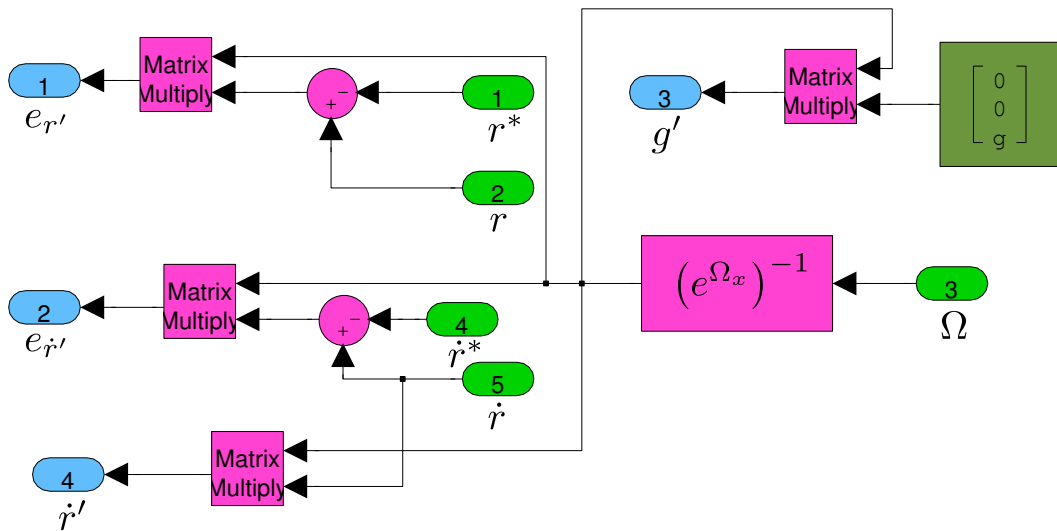 Matrix
Multiply
1
e_{r'}
+ −
1
r*
2
r
3
g'
Matrix
Multiply
[ 0
0
g ]
(e^{Ω_x})^{−1}
3
Ω
2
e_{ṙ'}
Matrix
Multiply
+ −
4
ṙ*
5
ṙ
4
ṙ'
Matrix
Multiply